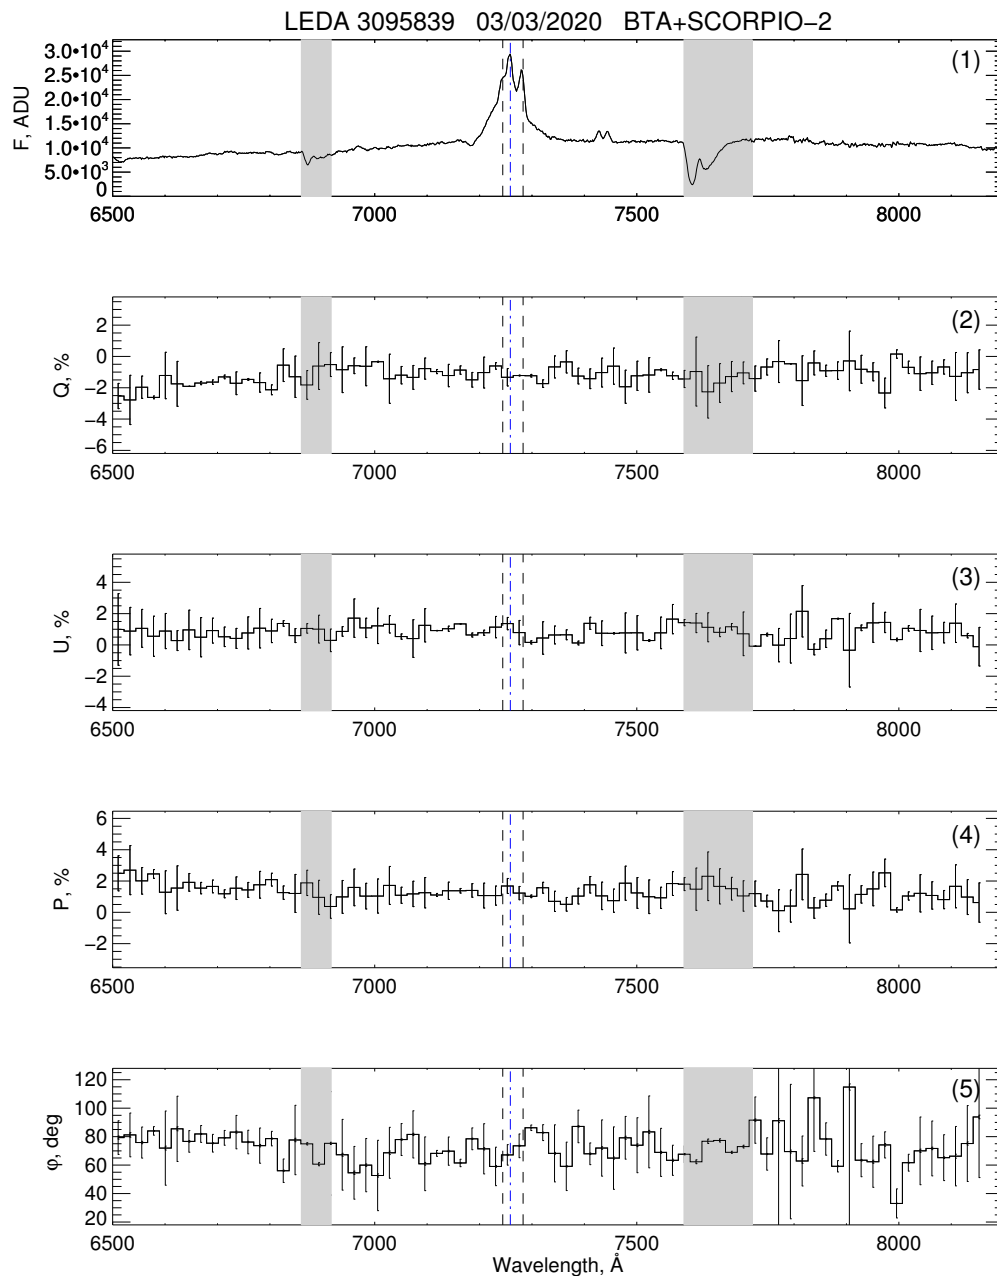 LEDA 3095839 03/03/2020 BTA+SCORPIO−2
(1)
F, ADU
3.0•10⁴
2.5•10⁴
2.0•10⁴
1.5•10⁴
1.0•10⁴
5.0•10³
0
6500 7000 7500 8000
(2)
Q, %
2
0
−2
−4
−6
6500 7000 7500 8000
(3)
U, %
4
2
0
−2
−4
6500 7000 7500 8000
(4)
P, %
6
4
2
0
−2
6500 7000 7500 8000
(5)
φ, deg
120
100
80
60
40
20
6500 7000 7500 8000
Wavelength, Å